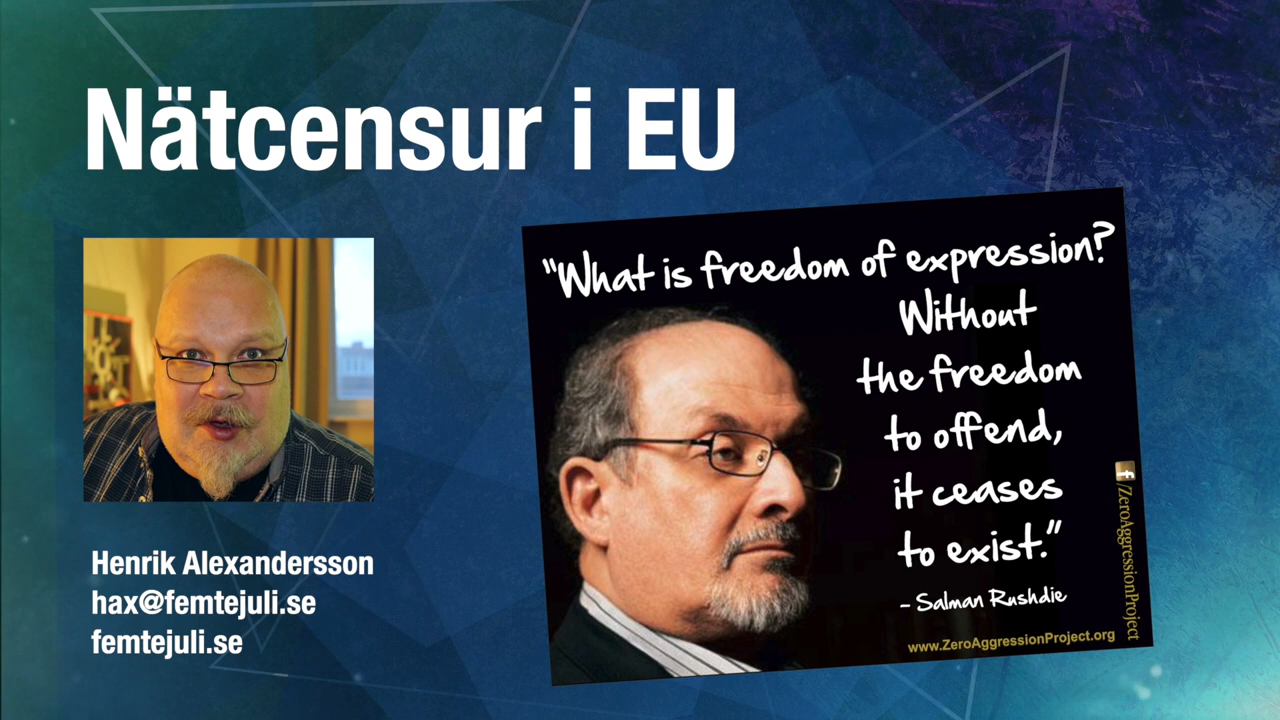 Nätcensur i EU
"What is freedom of expression?
Without
the freedom
to offend,
it ceases
to exist."
- Salman Rushdie
www.ZeroAggressionProject.org
f/ZeroAggressionProject
Henrik Alexandersson
hax@femtejuli.se
femtejuli.se